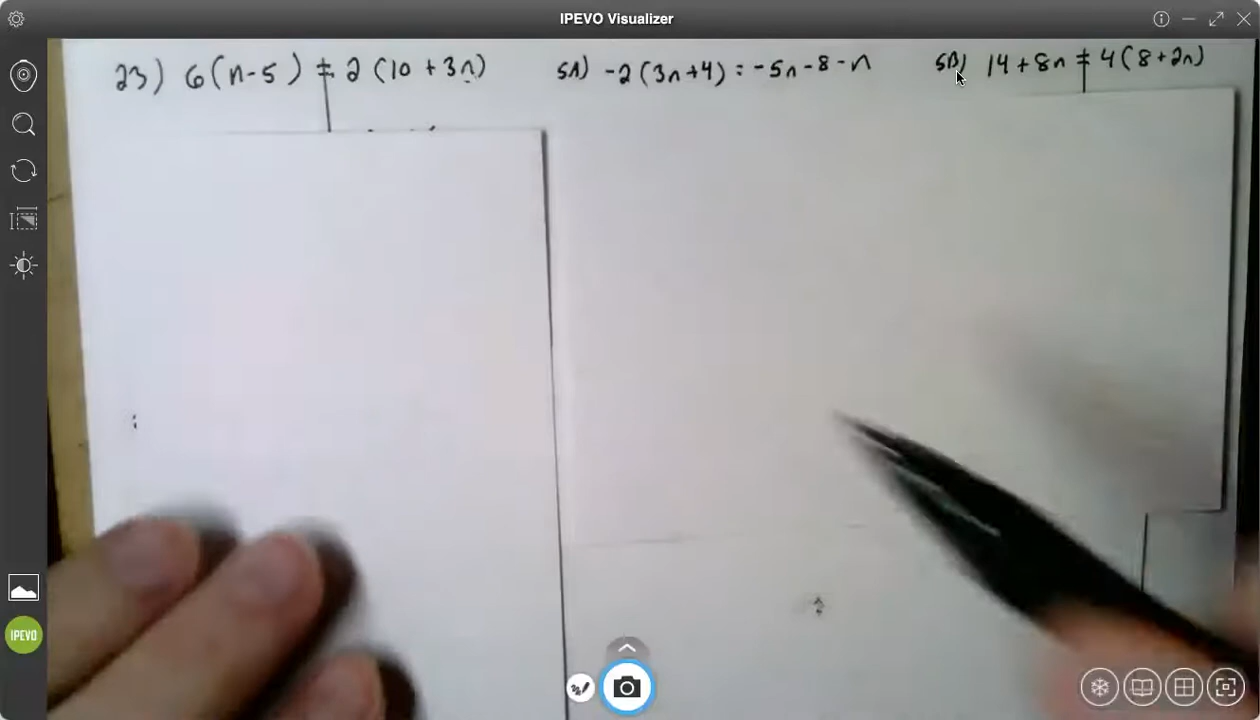 IPEVO Visualizer
23) 6(n-5) = 2(10+3n)
5A) -2(3n+4) = -5n-8-n
5B) 14+8n = 4(8+2n)
IPEVO